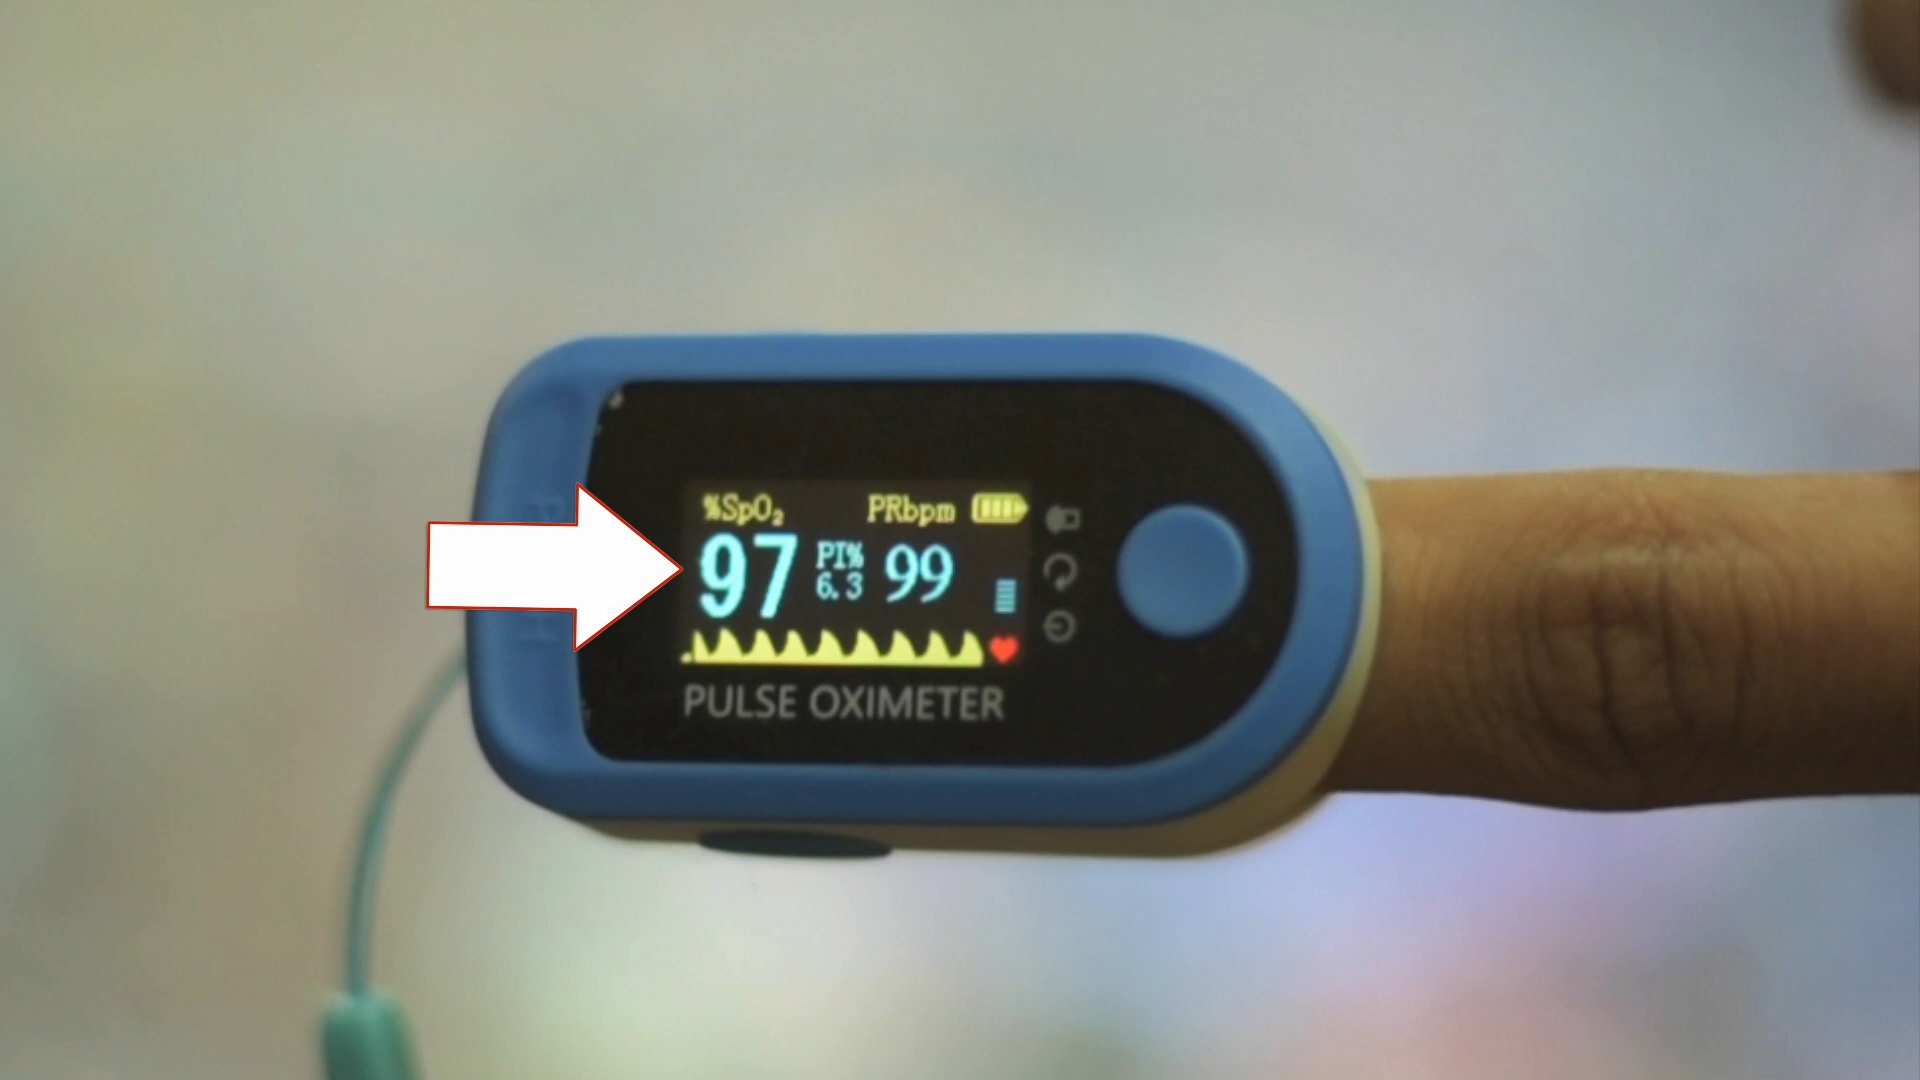 %SpO₂ PRbpm
97 PI% 99
6.3
PULSE OXIMETER